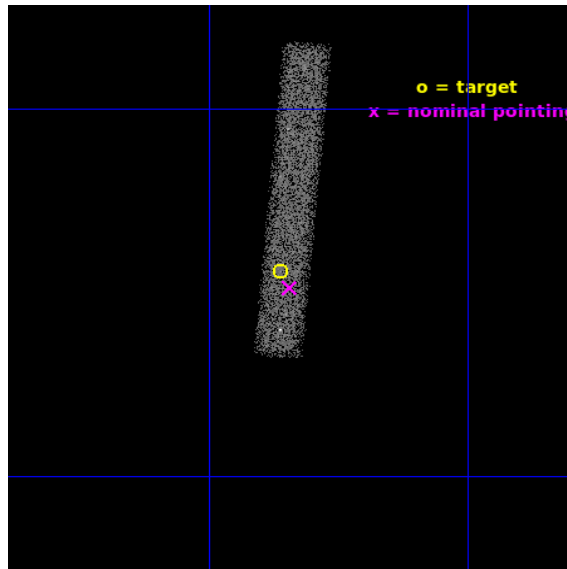 o = target
x = nominal pointing